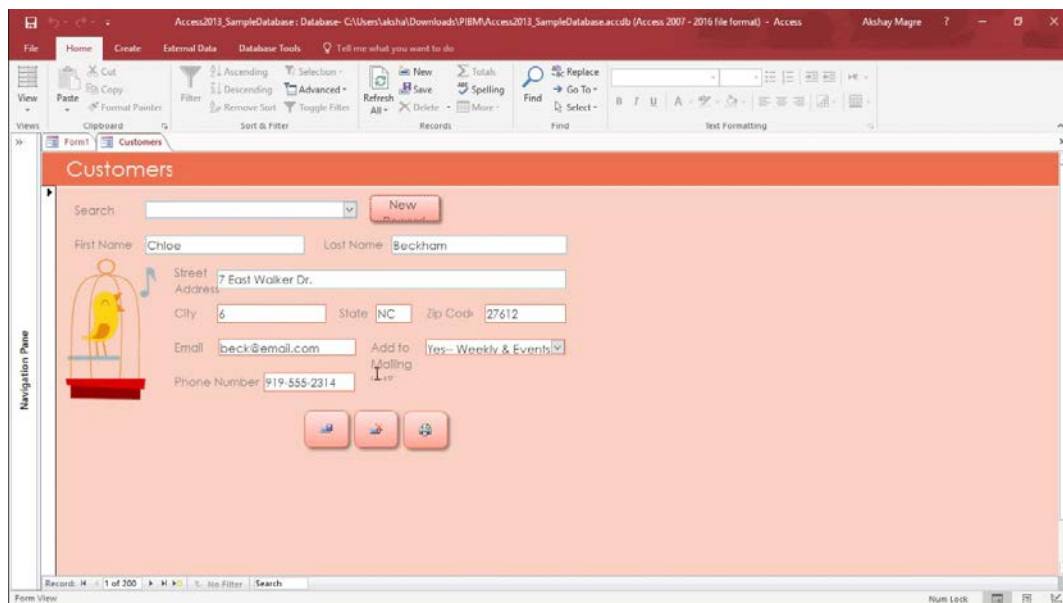 Access2013_SampleDatabase : Database- C:\Users\aksha\Downloads\PIBM\Access2013_SampleDatabase.accdb (Access 2007 - 2016 file format) - Access
Akshay Magre
?
File Home Create External Data Database Tools Tell me what you want to do
View
Views
Paste
Cut
Copy
Format Painter
Clipboard
Filter
Ascending
Descending
Remove Sort
Selection
Advanced
Toggle Filter
Sort & Filter
Refresh
All
New
Save
Delete
Totals
Spelling
More
Records
Find
Replace
Go To
Select
Find
B I U A
Text Formatting
Form1 Customers
Navigation Pane
Customers
Search
New
First Name Chloe Last Name Beckham
Street
Address
7 East Walker Dr.
City 6 State NC Zip Cod 27612
Email beck@email.com Add to
Mailing
Yes-- Weekly & Events
Phone Number 919-555-2314
Record: 1 of 200 No Filter Search
Form View Num Lock